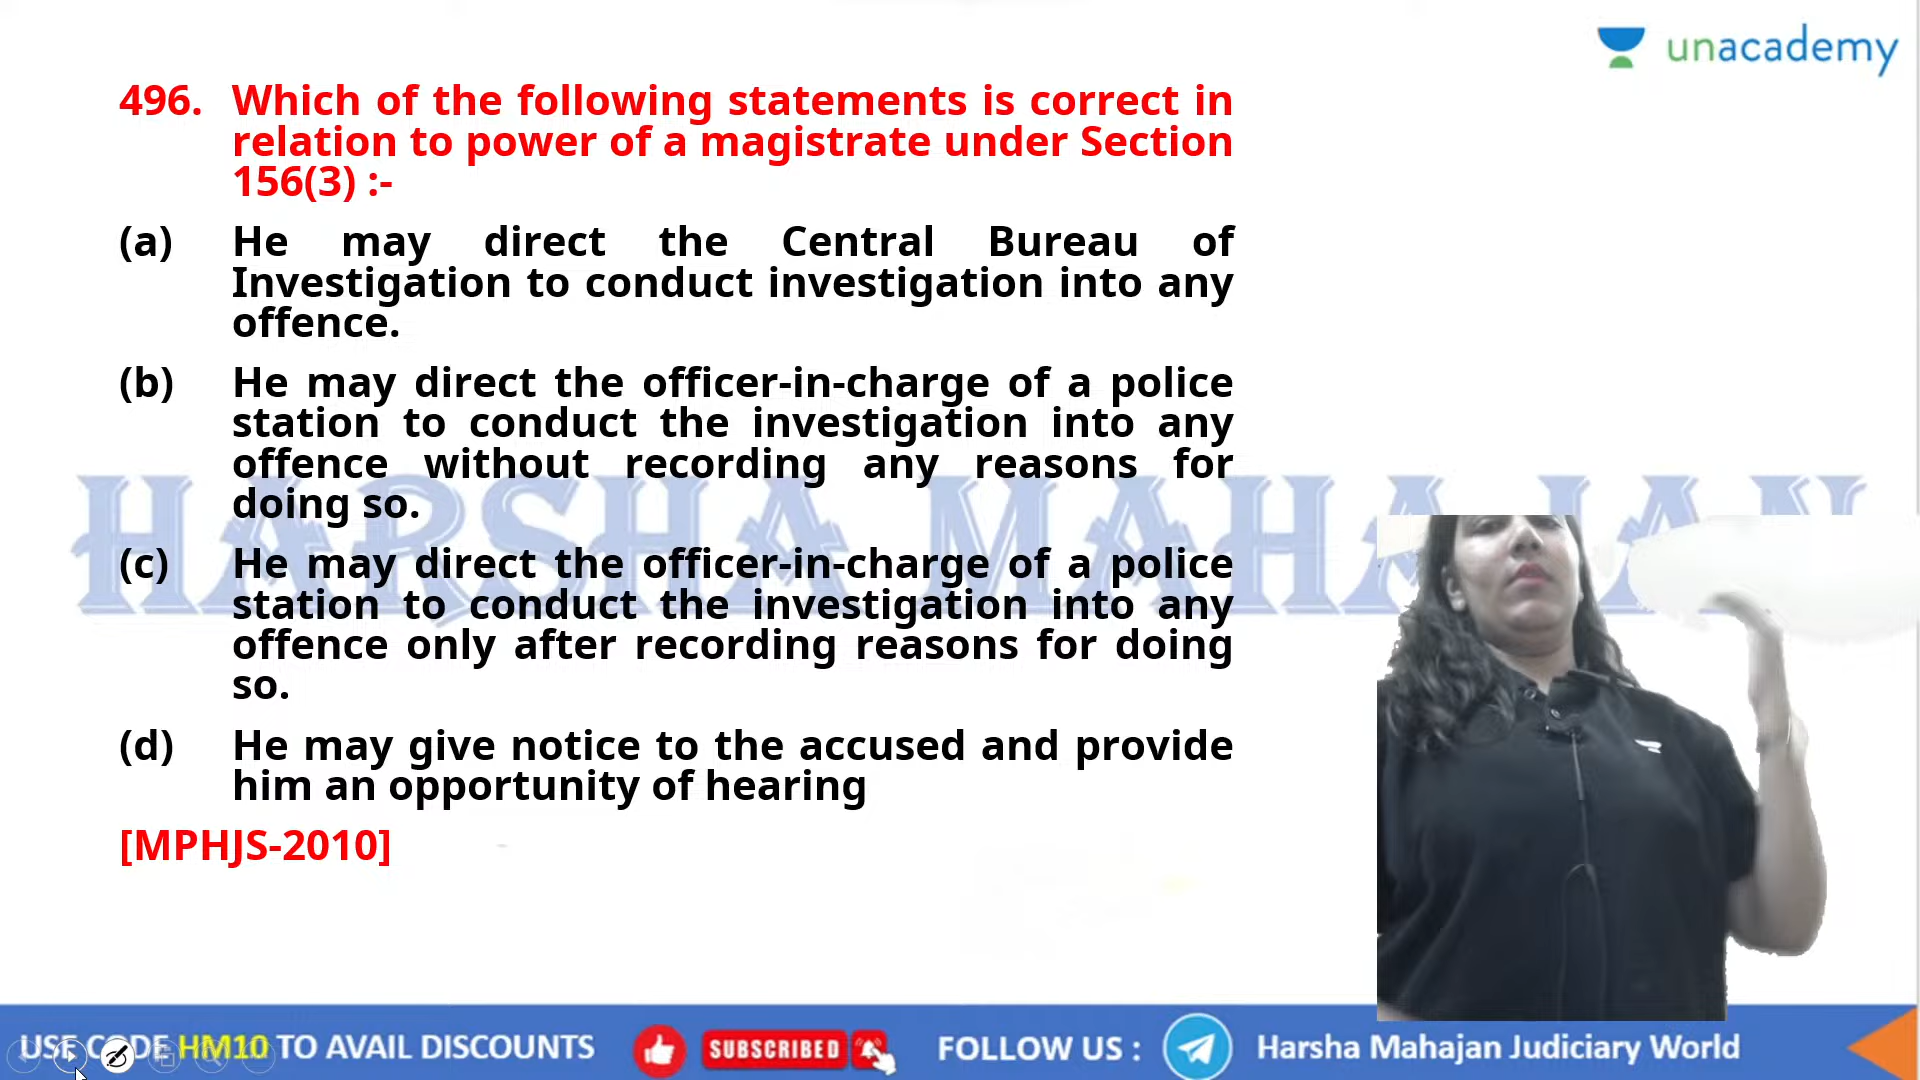 unacademy
496. Which of the following statements is correct in
relation to power of a magistrate under Section
156(3) :-
(a) He may direct the Central Bureau of
Investigation to conduct investigation into any
offence.
(b) He may direct the officer-in-charge of a police
station to conduct the investigation into any
offence without recording any reasons for
doing so.
(c) He may direct the officer-in-charge of a police
station to conduct the investigation into any
offence only after recording reasons for doing
so.
(d) He may give notice to the accused and provide
him an opportunity of hearing
[MPHJS-2010]
HARSHA MAHAJAN
USE CODE HM10 TO AVAIL DISCOUNTS
SUBSCRIBED
FOLLOW US :
Harsha Mahajan Judiciary World